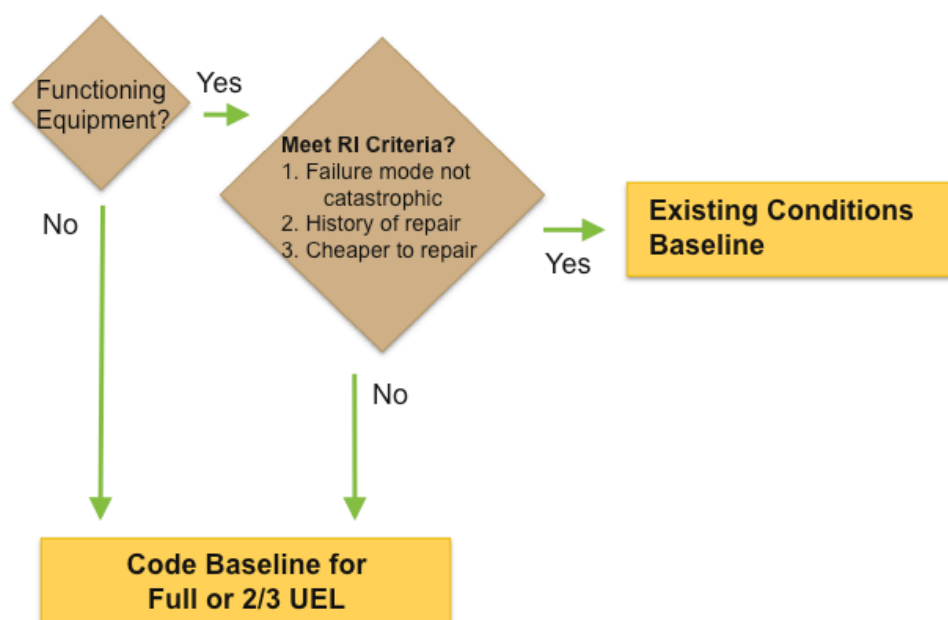 Functioning
Equipment?
Yes
Meet RI Criteria?
1. Failure mode not
catastrophic
2. History of repair
3. Cheaper to repair
Yes
Existing Conditions
Baseline
No
No
Code Baseline for
Full or 2/3 UEL